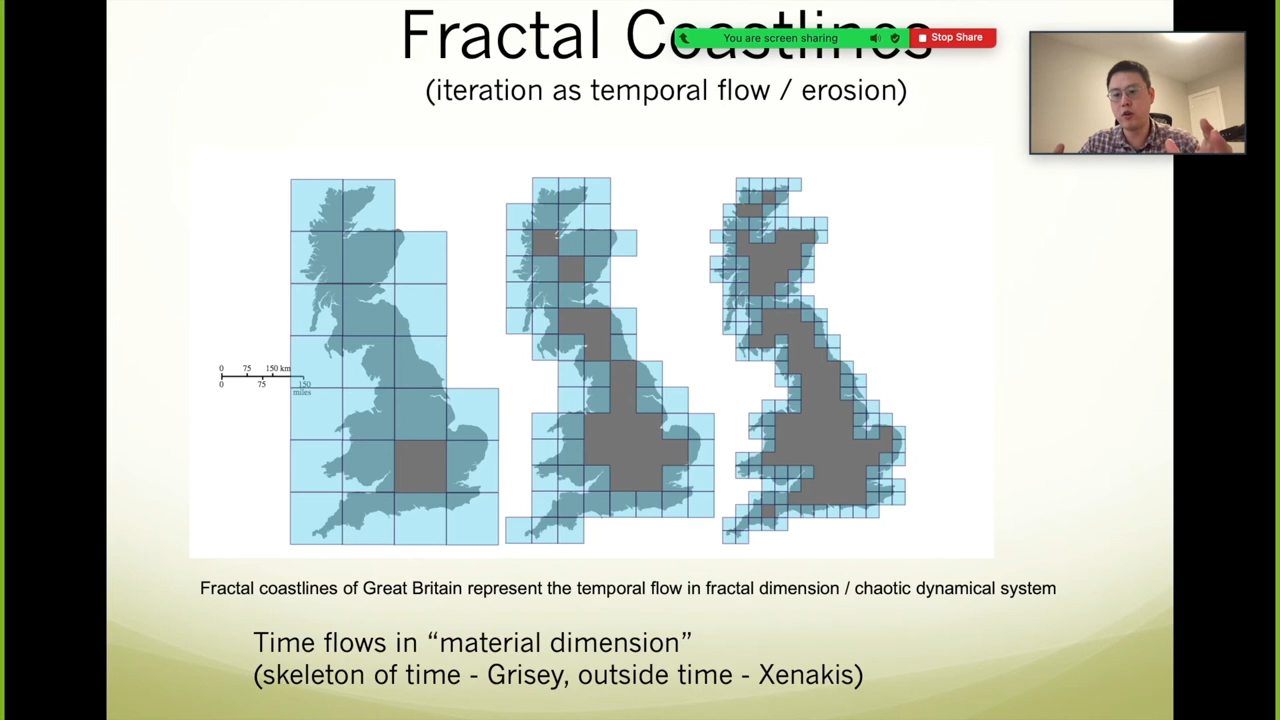 Fractal Coastlines
You are screen sharing
Stop Share
(iteration as temporal flow / erosion)
0 75 150 km
0 75 150
miles
Fractal coastlines of Great Britain represent the temporal flow in fractal dimension / chaotic dynamical system
Time flows in “material dimension”
(skeleton of time - Grisey, outside time - Xenakis)